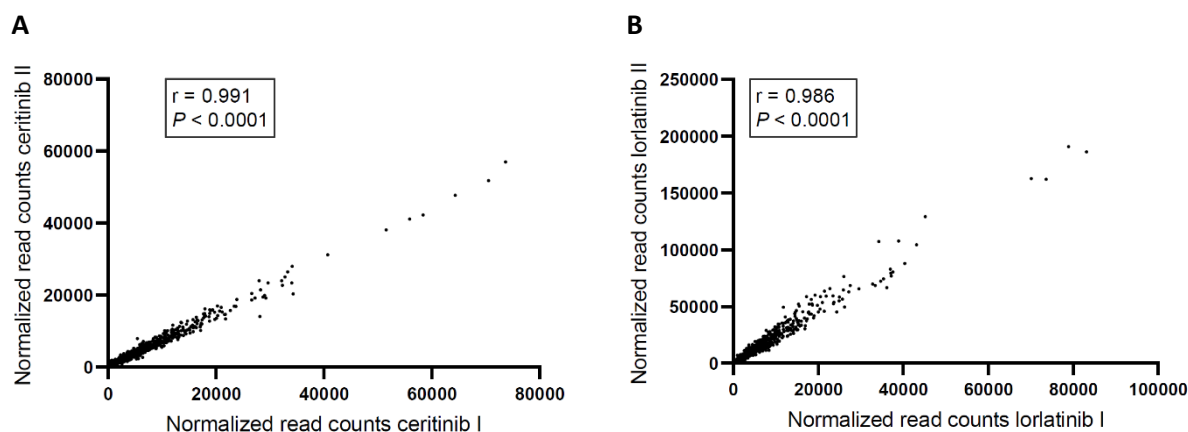 A
Normalized read counts ceritinib II
80000
60000
40000
20000
0
r = 0.991
P < 0.0001
0 20000 40000 60000 80000
Normalized read counts ceritinib I
B
Normalized read counts lorlatinib II
250000
200000
150000
100000
50000
0
r = 0.986
P < 0.0001
0 20000 40000 60000 80000 100000
Normalized read counts lorlatinib I